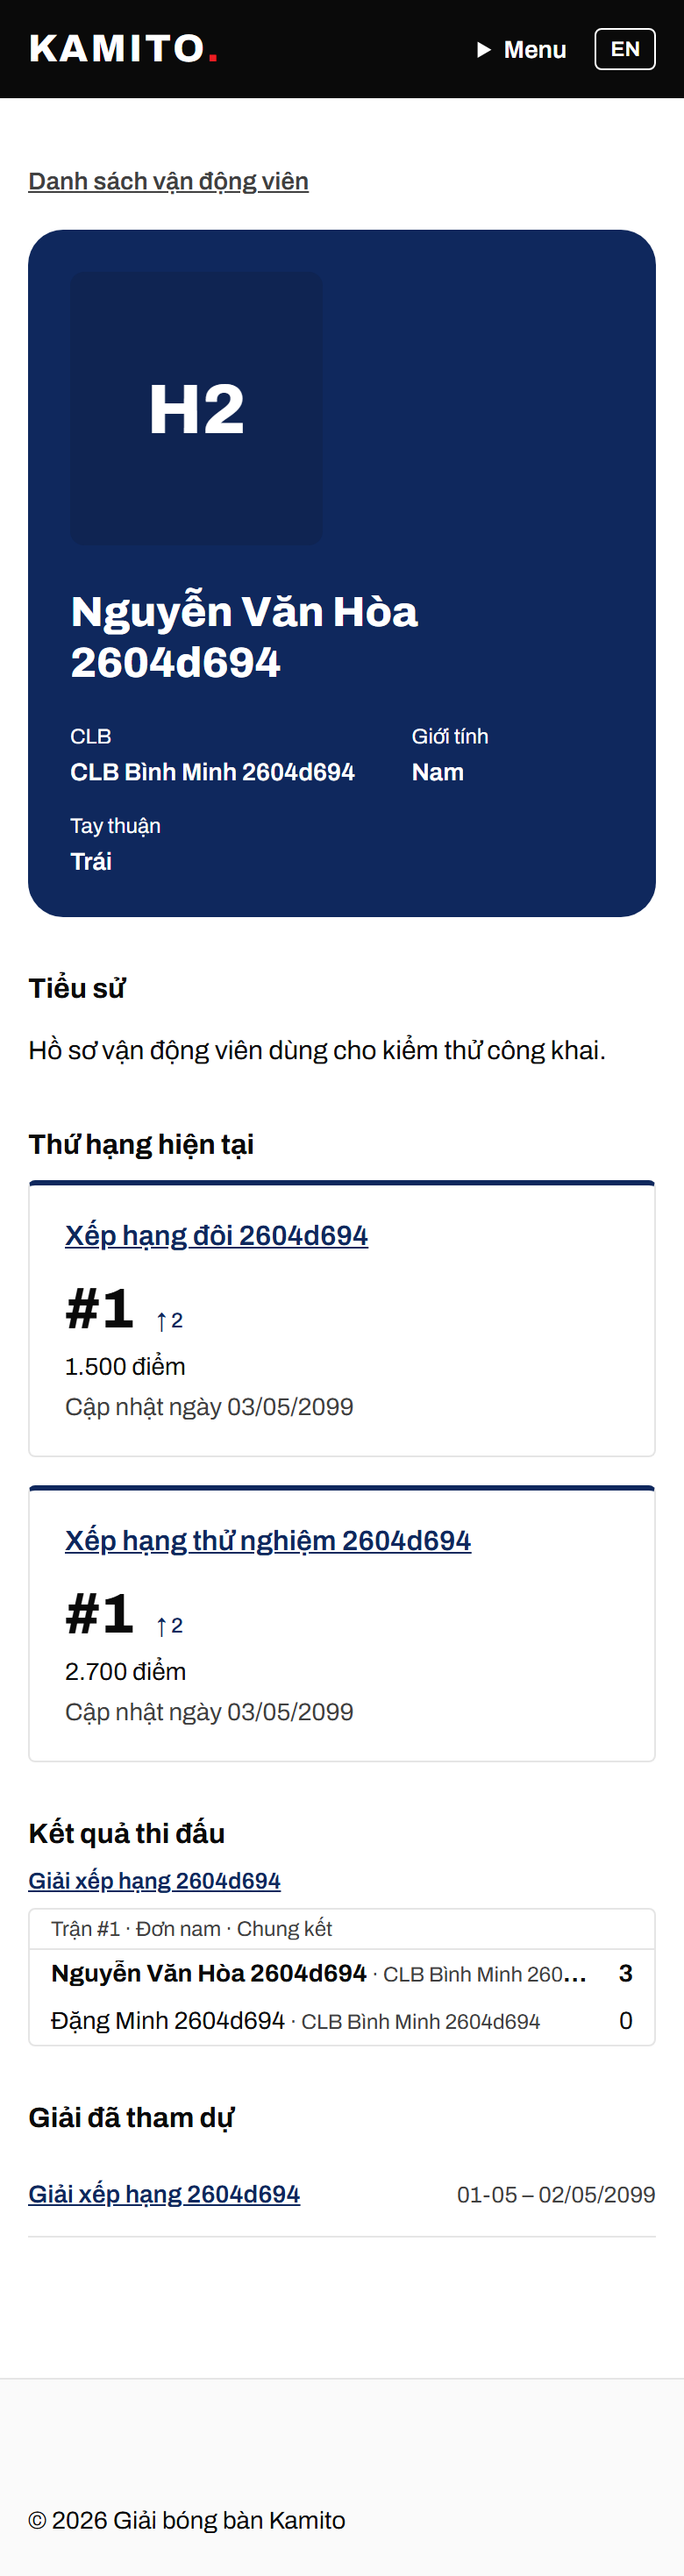 KAMITO.
▶ Menu
EN
Danh sách vận động viên
H2
Nguyễn Văn Hòa
2604d694
CLB
Giới tính
CLB Bình Minh 2604d694
Nam
Tay thuận
Trái
Tiểu sử
Hồ sơ vận động viên dùng cho kiểm thử công khai.
Thứ hạng hiện tại
Xếp hạng đôi 2604d694
#1 ↑2
1.500 điểm
Cập nhật ngày 03/05/2099
Xếp hạng thử nghiệm 2604d694
#1 ↑2
2.700 điểm
Cập nhật ngày 03/05/2099
Kết quả thi đấu
Giải xếp hạng 2604d694
Trận #1 · Đơn nam · Chung kết
Nguyễn Văn Hòa 2604d694 · CLB Bình Minh 260... 3
Đặng Minh 2604d694 · CLB Bình Minh 2604d694 0
Giải đã tham dự
Giải xếp hạng 2604d694 01-05 – 02/05/2099
© 2026 Giải bóng bàn Kamito